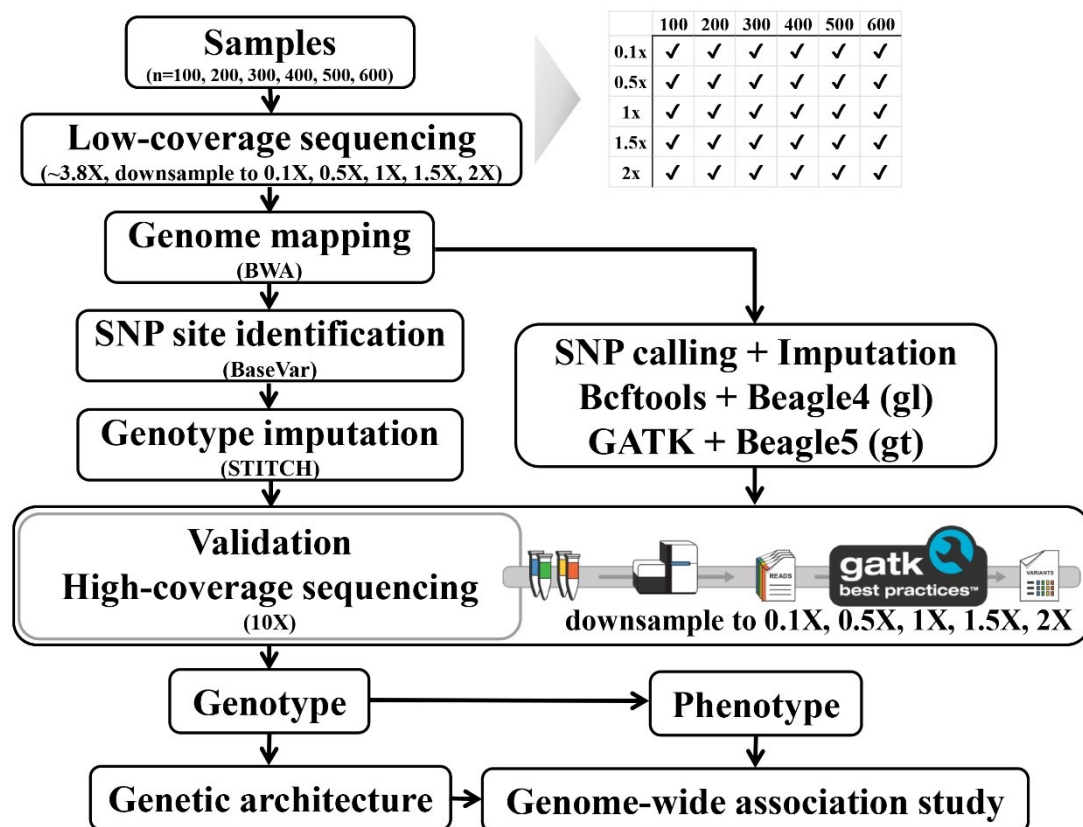 Samples
(n=100, 200, 300, 400, 500, 600)
Low-coverage sequencing
(~3.8X, downsample to 0.1X, 0.5X, 1X, 1.5X, 2X)
100 200 300 400 500 600
0.1x ✓ ✓ ✓ ✓ ✓ ✓
0.5x ✓ ✓ ✓ ✓ ✓ ✓
1x ✓ ✓ ✓ ✓ ✓ ✓
1.5x ✓ ✓ ✓ ✓ ✓ ✓
2x ✓ ✓ ✓ ✓ ✓ ✓
Genome mapping
(BWA)
SNP site identification
(BaseVar)
Genotype imputation
(STITCH)
SNP calling + Imputation
Bcftools + Beagle4 (gl)
GATK + Beagle5 (gt)
Validation
High-coverage sequencing
(10X)
READS
gatk
best practices™
VARIANTS
downsample to 0.1X, 0.5X, 1X, 1.5X, 2X
Genotype
Phenotype
Genetic architecture
Genome-wide association study